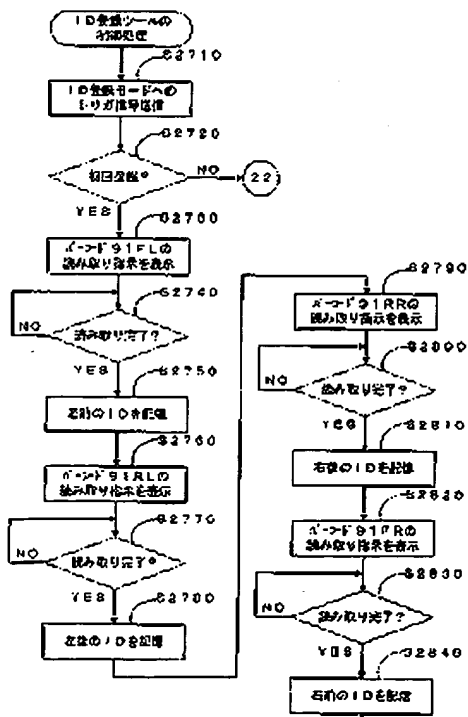 ID登録ツールの
制御処理
S2710
ID登録モードへの
トリガ信号送信
S2720
初回登録?
NO
22
YES
S2730
バーコード91FLの
読み取り指示を表示
S2740
読み取り完了?
NO
YES
S2750
左前のIDを記憶
S2760
バーコード91RLの
読み取り指示を表示
S2770
読み取り完了?
NO
YES
S2780
左後のIDを記憶
S2790
バーコード91RRの
読み取り指示を表示
S2800
読み取り完了?
NO
YES
S2810
右後のIDを記憶
S2820
バーコード91FRの
読み取り指示を表示
S2830
読み取り完了?
NO
YES
S2840
右前のIDを記憶